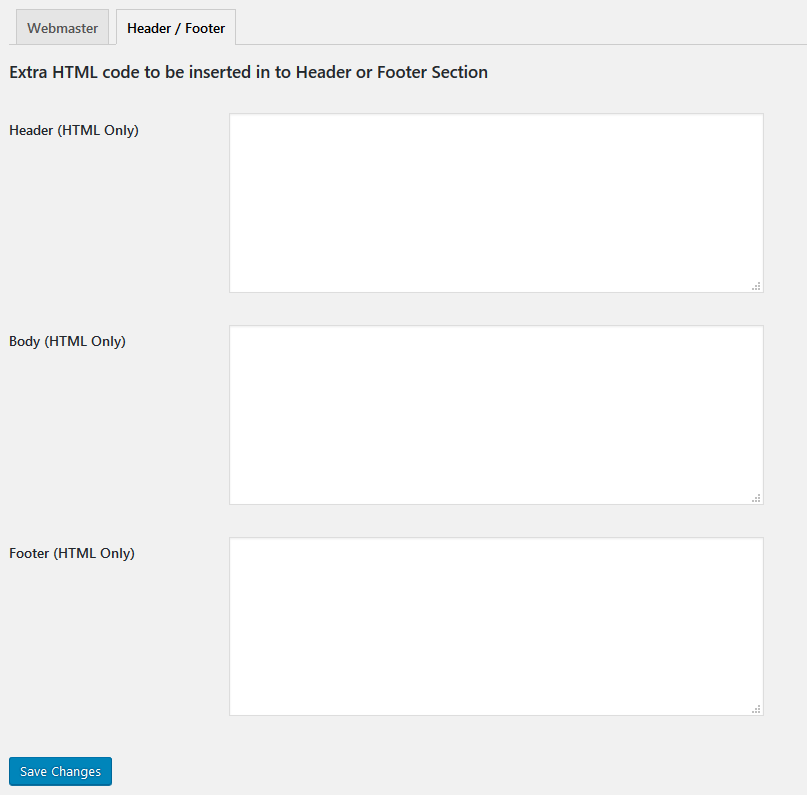 Webmaster
Header / Footer
Extra HTML code to be inserted in to Header or Footer Section
Header (HTML Only)
Body (HTML Only)
Footer (HTML Only)
Save Changes